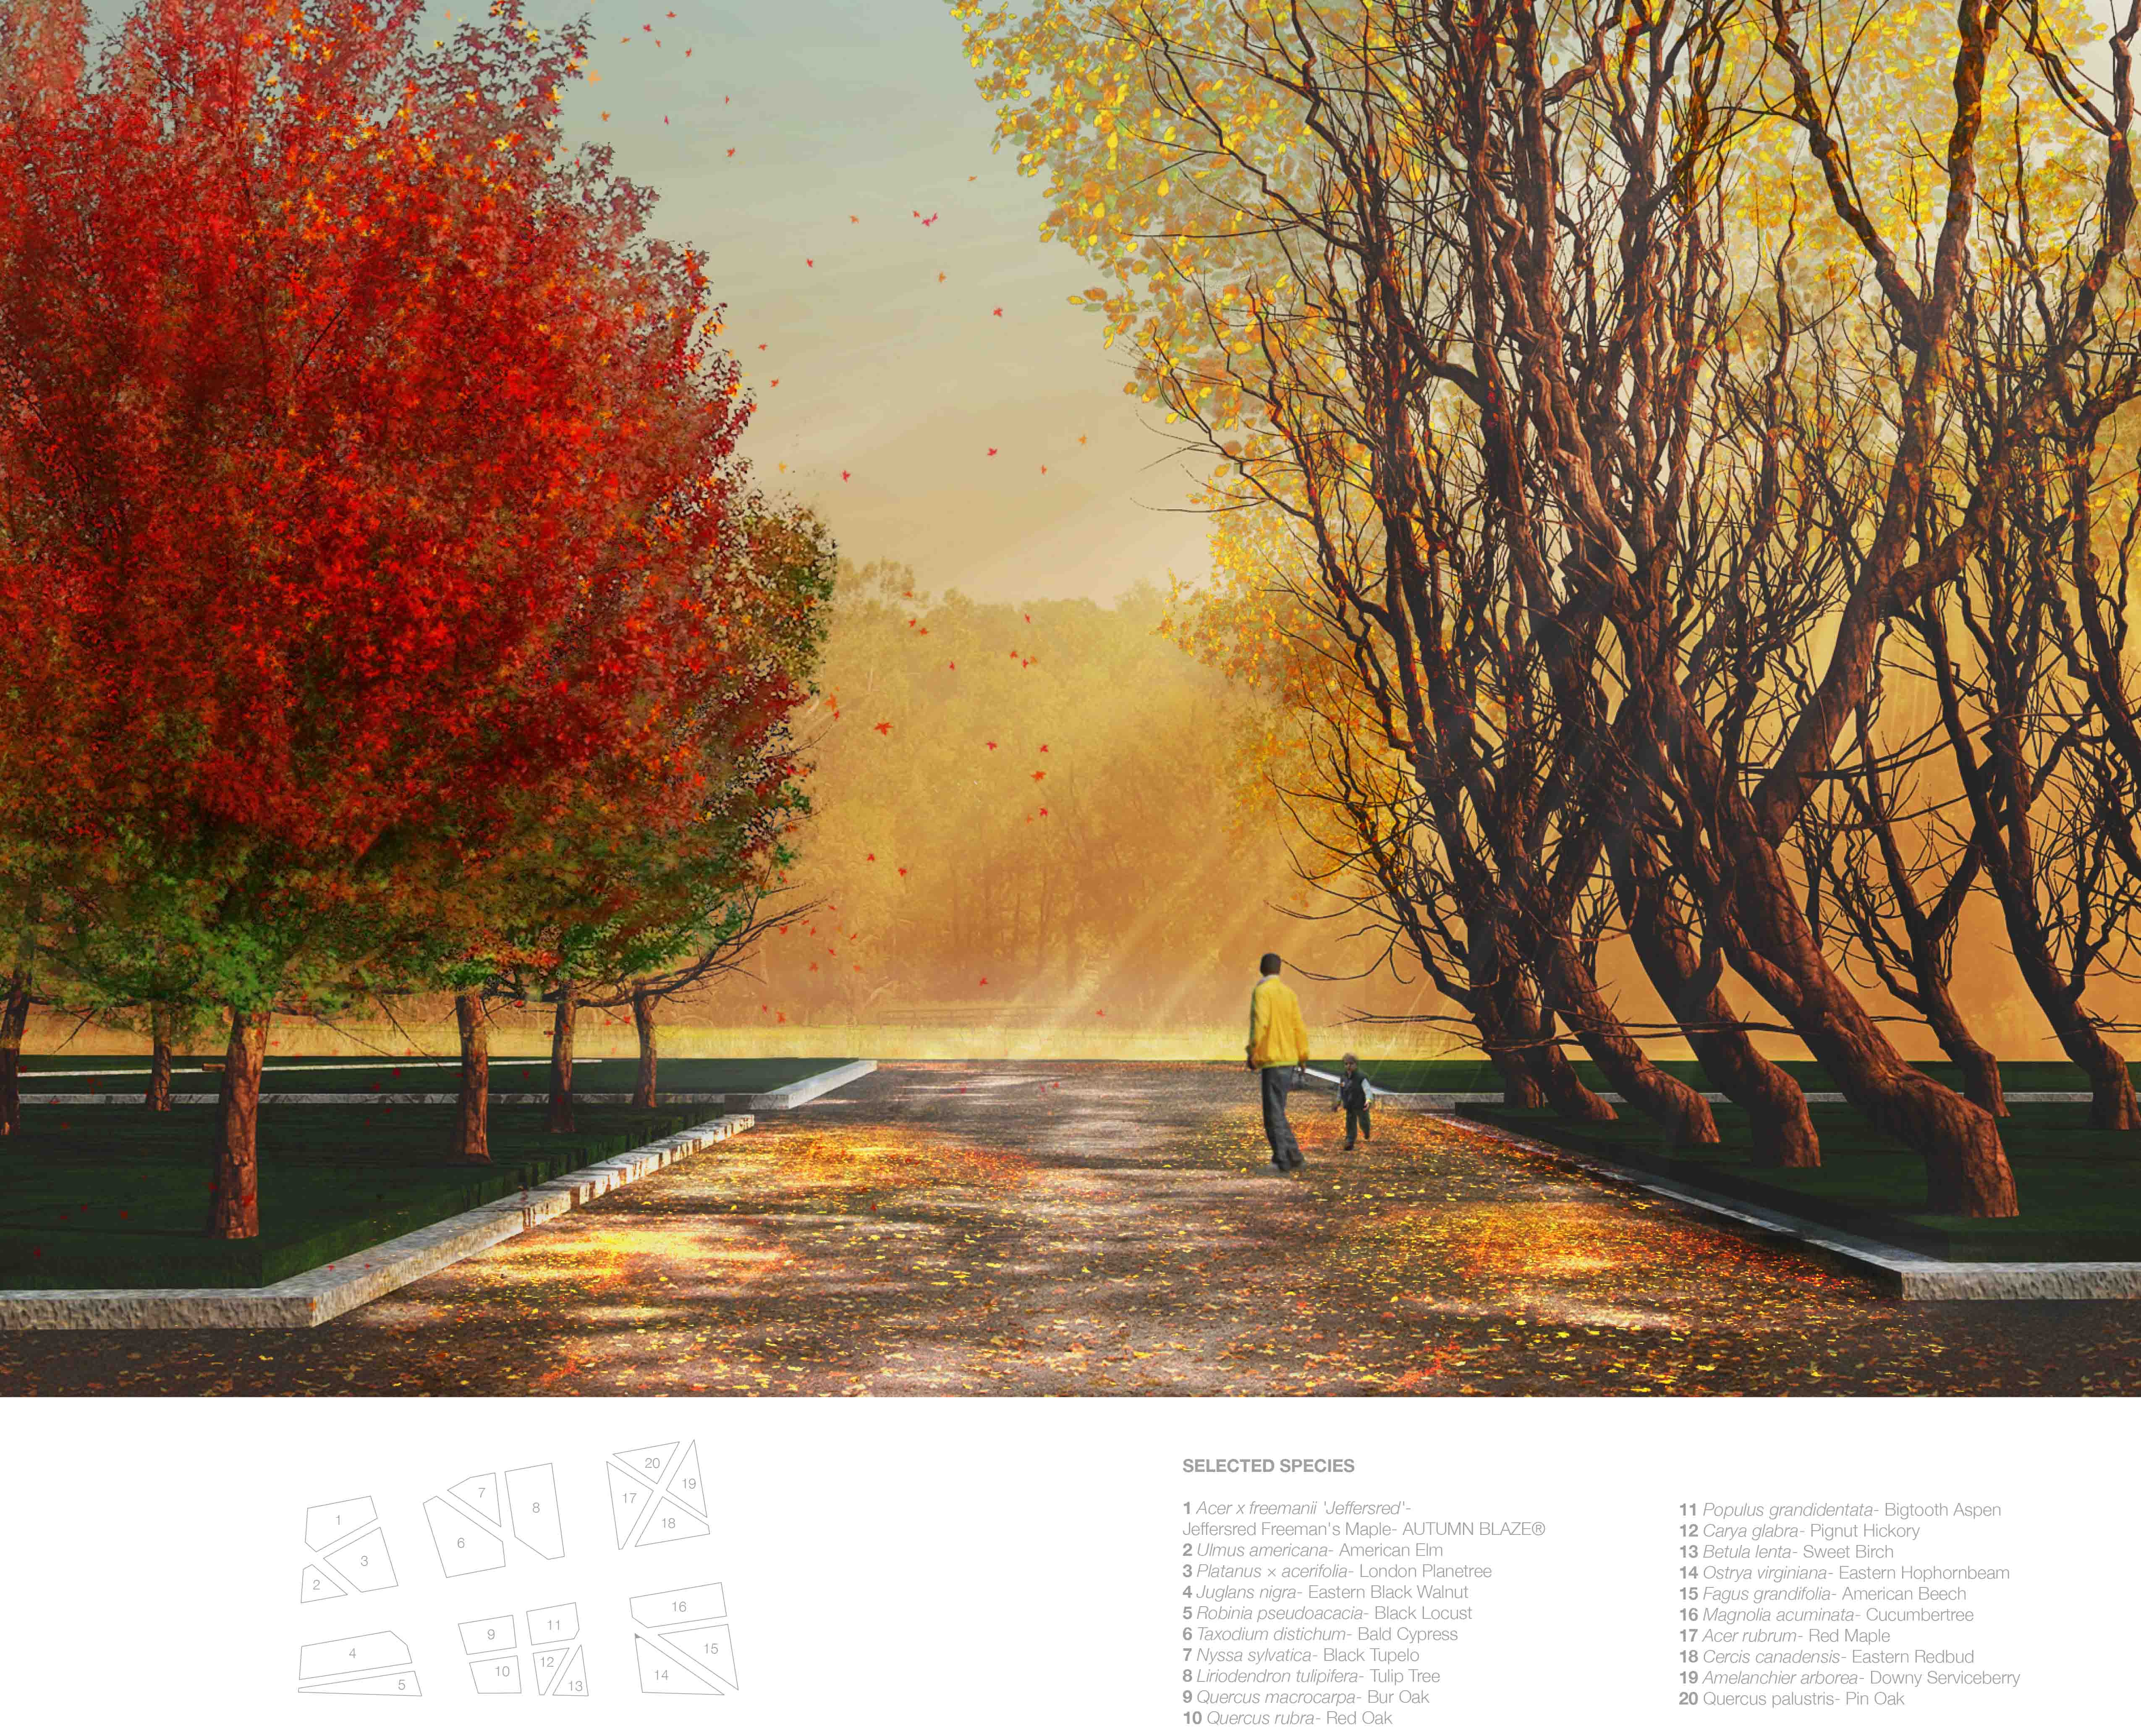 20
19
7
8
17
1
18
6
3
2
16
11
9
4
15
12
10
14
5
13
SELECTED SPECIES
1 Acer x freemanii 'Jeffersred'-
Jeffersred Freeman's Maple- AUTUMN BLAZE®
2 Ulmus americana- American Elm
3 Platanus × acerifolia- London Planetree
4 Juglans nigra- Eastern Black Walnut
5 Robinia pseudoacacia- Black Locust
6 Taxodium distichum- Bald Cypress
7 Nyssa sylvatica- Black Tupelo
8 Liriodendron tulipifera- Tulip Tree
9 Quercus macrocarpa- Bur Oak
10 Quercus rubra- Red Oak
11 Populus grandidentata- Bigtooth Aspen
12 Carya glabra- Pignut Hickory
13 Betula lenta- Sweet Birch
14 Ostrya virginiana- Eastern Hophornbeam
15 Fagus grandifolia- American Beech
16 Magnolia acuminata- Cucumbertree
17 Acer rubrum- Red Maple
18 Cercis canadensis- Eastern Redbud
19 Amelanchier arborea- Downy Serviceberry
20 Quercus palustris- Pin Oak